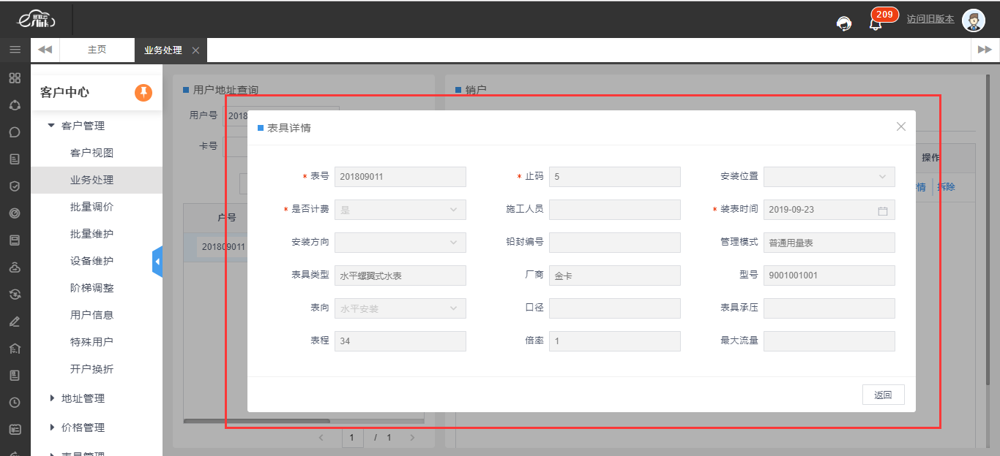 易联云
eslink
209
访问旧版本
主页
业务处理
客户中心
客户管理
客户视图
业务处理
批量调价
批量维护
设备维护
阶梯调整
用户信息
特殊用户
开户换折
地址管理
价格管理
表具管理
用户地址查询
用户号 2018
卡号
户号
201809011
1 / 1
销户
操作
情 拆除
表具详情
* 表号 201809011
* 止码 5
安装位置
* 是否计费 是
施工人员
* 装表时间 2019-09-23
安装方向
铅封编号
管理模式 普通用量表
表具类型 水平螺翼式水表
厂商 金卡
型号 9001001001
表向 水平安装
口径
表具承压
表程 34
倍率 1
最大流量
返回